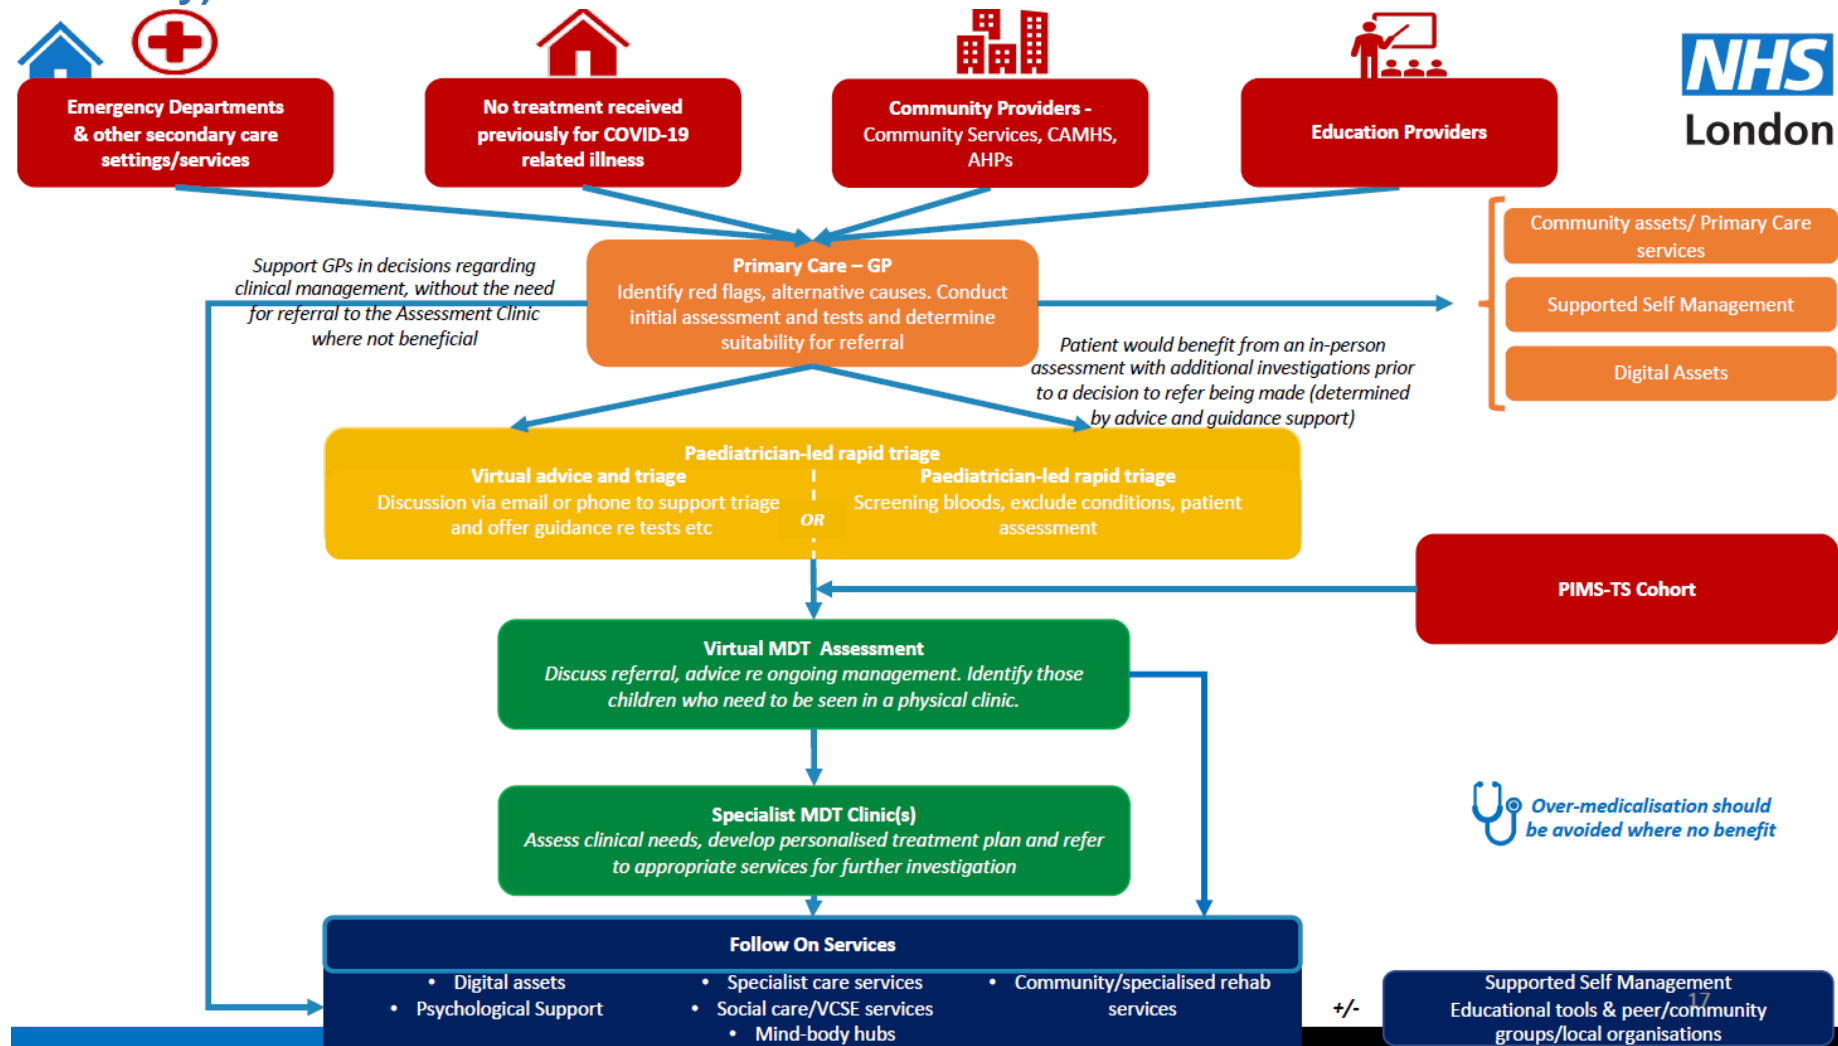 NHS
London
Emergency Departments
& other secondary care
settings/services
No treatment received
previously for COVID-19
related illness
Community Providers -
Community Services, CAMHS,
AHPs
Education Providers
Support GPs in decisions regarding
clinical management, without the need
for referral to the Assessment Clinic
where not beneficial
Primary Care – GP
Identify red flags, alternative causes. Conduct
initial assessment and tests and determine
suitability for referral
Community assets/ Primary Care
services
Supported Self Management
Digital Assets
Patient would benefit from an in-person
assessment with additional investigations prior
to a decision to refer being made (determined
by advice and guidance support)
Paediatrician-led rapid triage
Virtual advice and triage
Discussion via email or phone to support triage
and offer guidance re tests etc
OR
Paediatrician-led rapid triage
Screening bloods, exclude conditions, patient
assessment
PIMS-TS Cohort
Virtual MDT Assessment
Discuss referral, advice re ongoing management. Identify those
children who need to be seen in a physical clinic.
Specialist MDT Clinic(s)
Assess clinical needs, develop personalised treatment plan and refer
to appropriate services for further investigation
Over-medicalisation should
be avoided where no benefit
Follow On Services
• Digital assets
• Psychological Support
• Specialist care services
• Social care/VCSE services
• Mind-body hubs
• Community/specialised rehab
services
+/-
Supported Self Management
Educational tools & peer/community
groups/local organisations
17